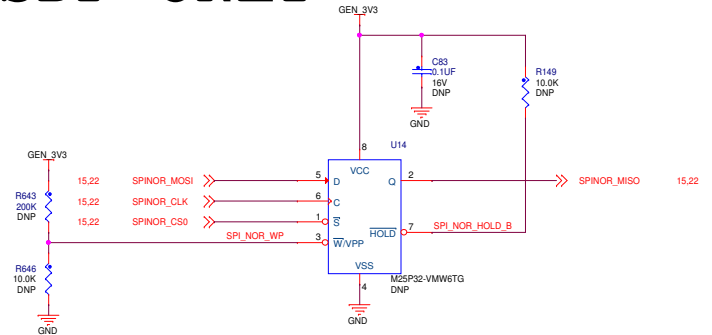 GEN_3V3
C83
0.1UF
16V
DNP
R149
10.0K
DNP
GND
8
U14
GEN_3V3
VCC
15,22 SPINOR_MOSI 5 D Q 2 SPINOR_MISO 15,22
R643
200K
DNP
15,22 SPINOR_CLK 6 C
15,22 SPINOR_CS0 1 S
HOLD 7 SPI_NOR_HOLD_B
SPI_NOR_WP 3 W/VPP
R646
10.0K
DNP
VSS
M25P32-VMW6TG
DNP
4
GND
GND